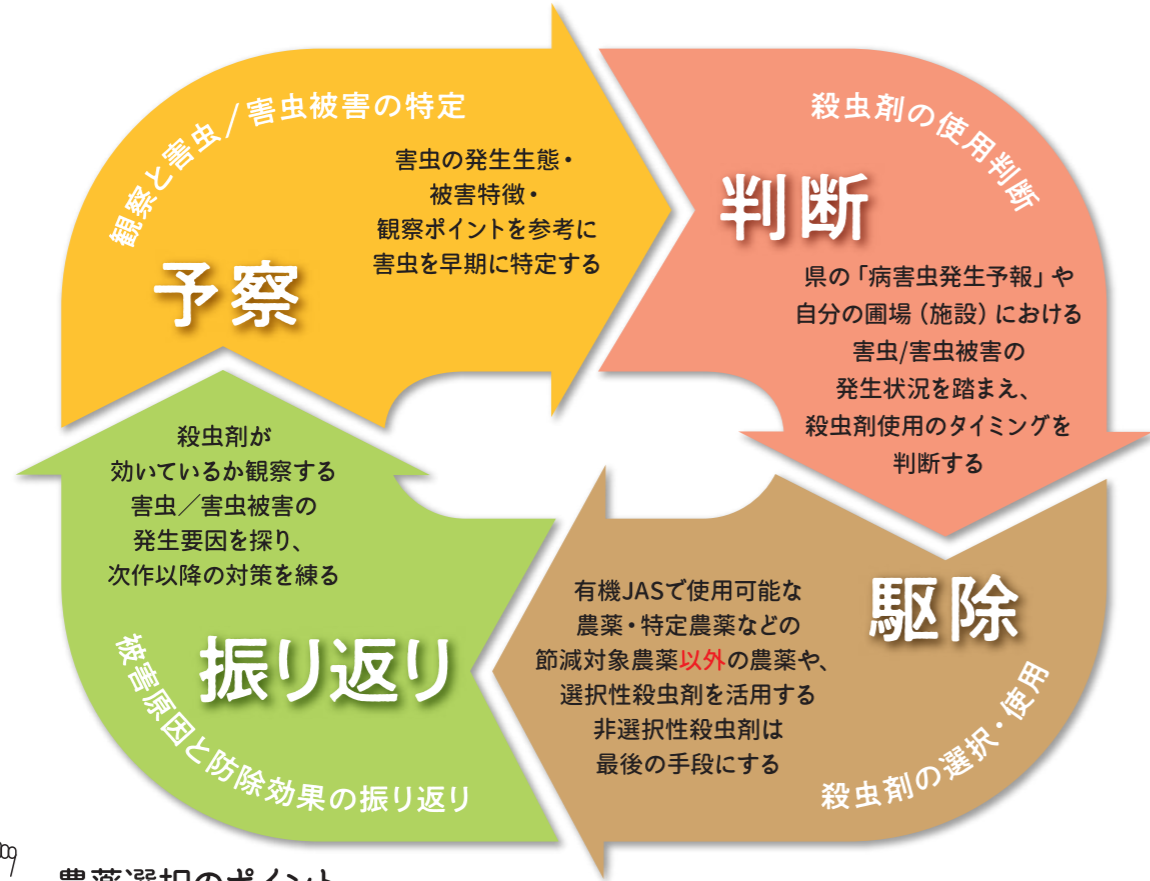 観察と害虫/害虫被害の特定
予察
害虫の発生生態・
被害特徴・
観察ポイントを参考に
害虫を早期に特定する
殺虫剤の使用判断
判断
県の「病害虫発生予報」や
自分の圃場（施設）における
害虫/害虫被害の
発生状況を踏まえ、
殺虫剤使用のタイミングを
判断する
駆除
有機JASで使用可能な
農薬・特定農薬などの
節減対象農薬以外の農薬や、
選択性殺虫剤を活用する
非選択性殺虫剤は
最後の手段にする
殺虫剤の選択・使用
殺虫剤が
効いているか観察する
害虫／害虫被害の
発生要因を探り、
次作以降の対策を練る
振り返り
被害原因と防除効果の振り返り
農薬選択のポイント